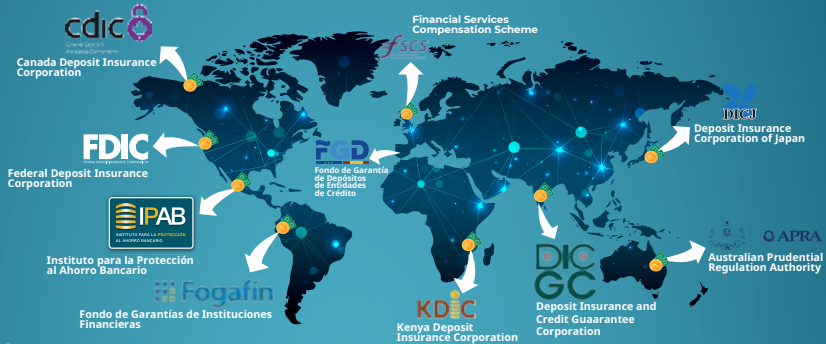 cdic
Canada Deposit Insurance
Corporation
Financial Services
Compensation Scheme
fscs
FDIC
Federal Deposit Insurance
Corporation
FGD
Fondo de Garantía
de Depósitos
de Entidades
de Crédito
DICJ
Deposit Insurance
Corporation of Japan
IPAB
INSTITUTO PARA LA PROTECCIÓN
AL AHORRO BANCARIO
Instituto para la Protección
al Ahorro Bancario
Fogafín
Fondo de Garantías de Instituciones
Financieras
KDIC
Kenya Deposit
Insurance Corporation
DIC
GC
Deposit Insurance and
Credit Guaarantee
Corporation
APRA
Australian Prudential
Regulation Authority